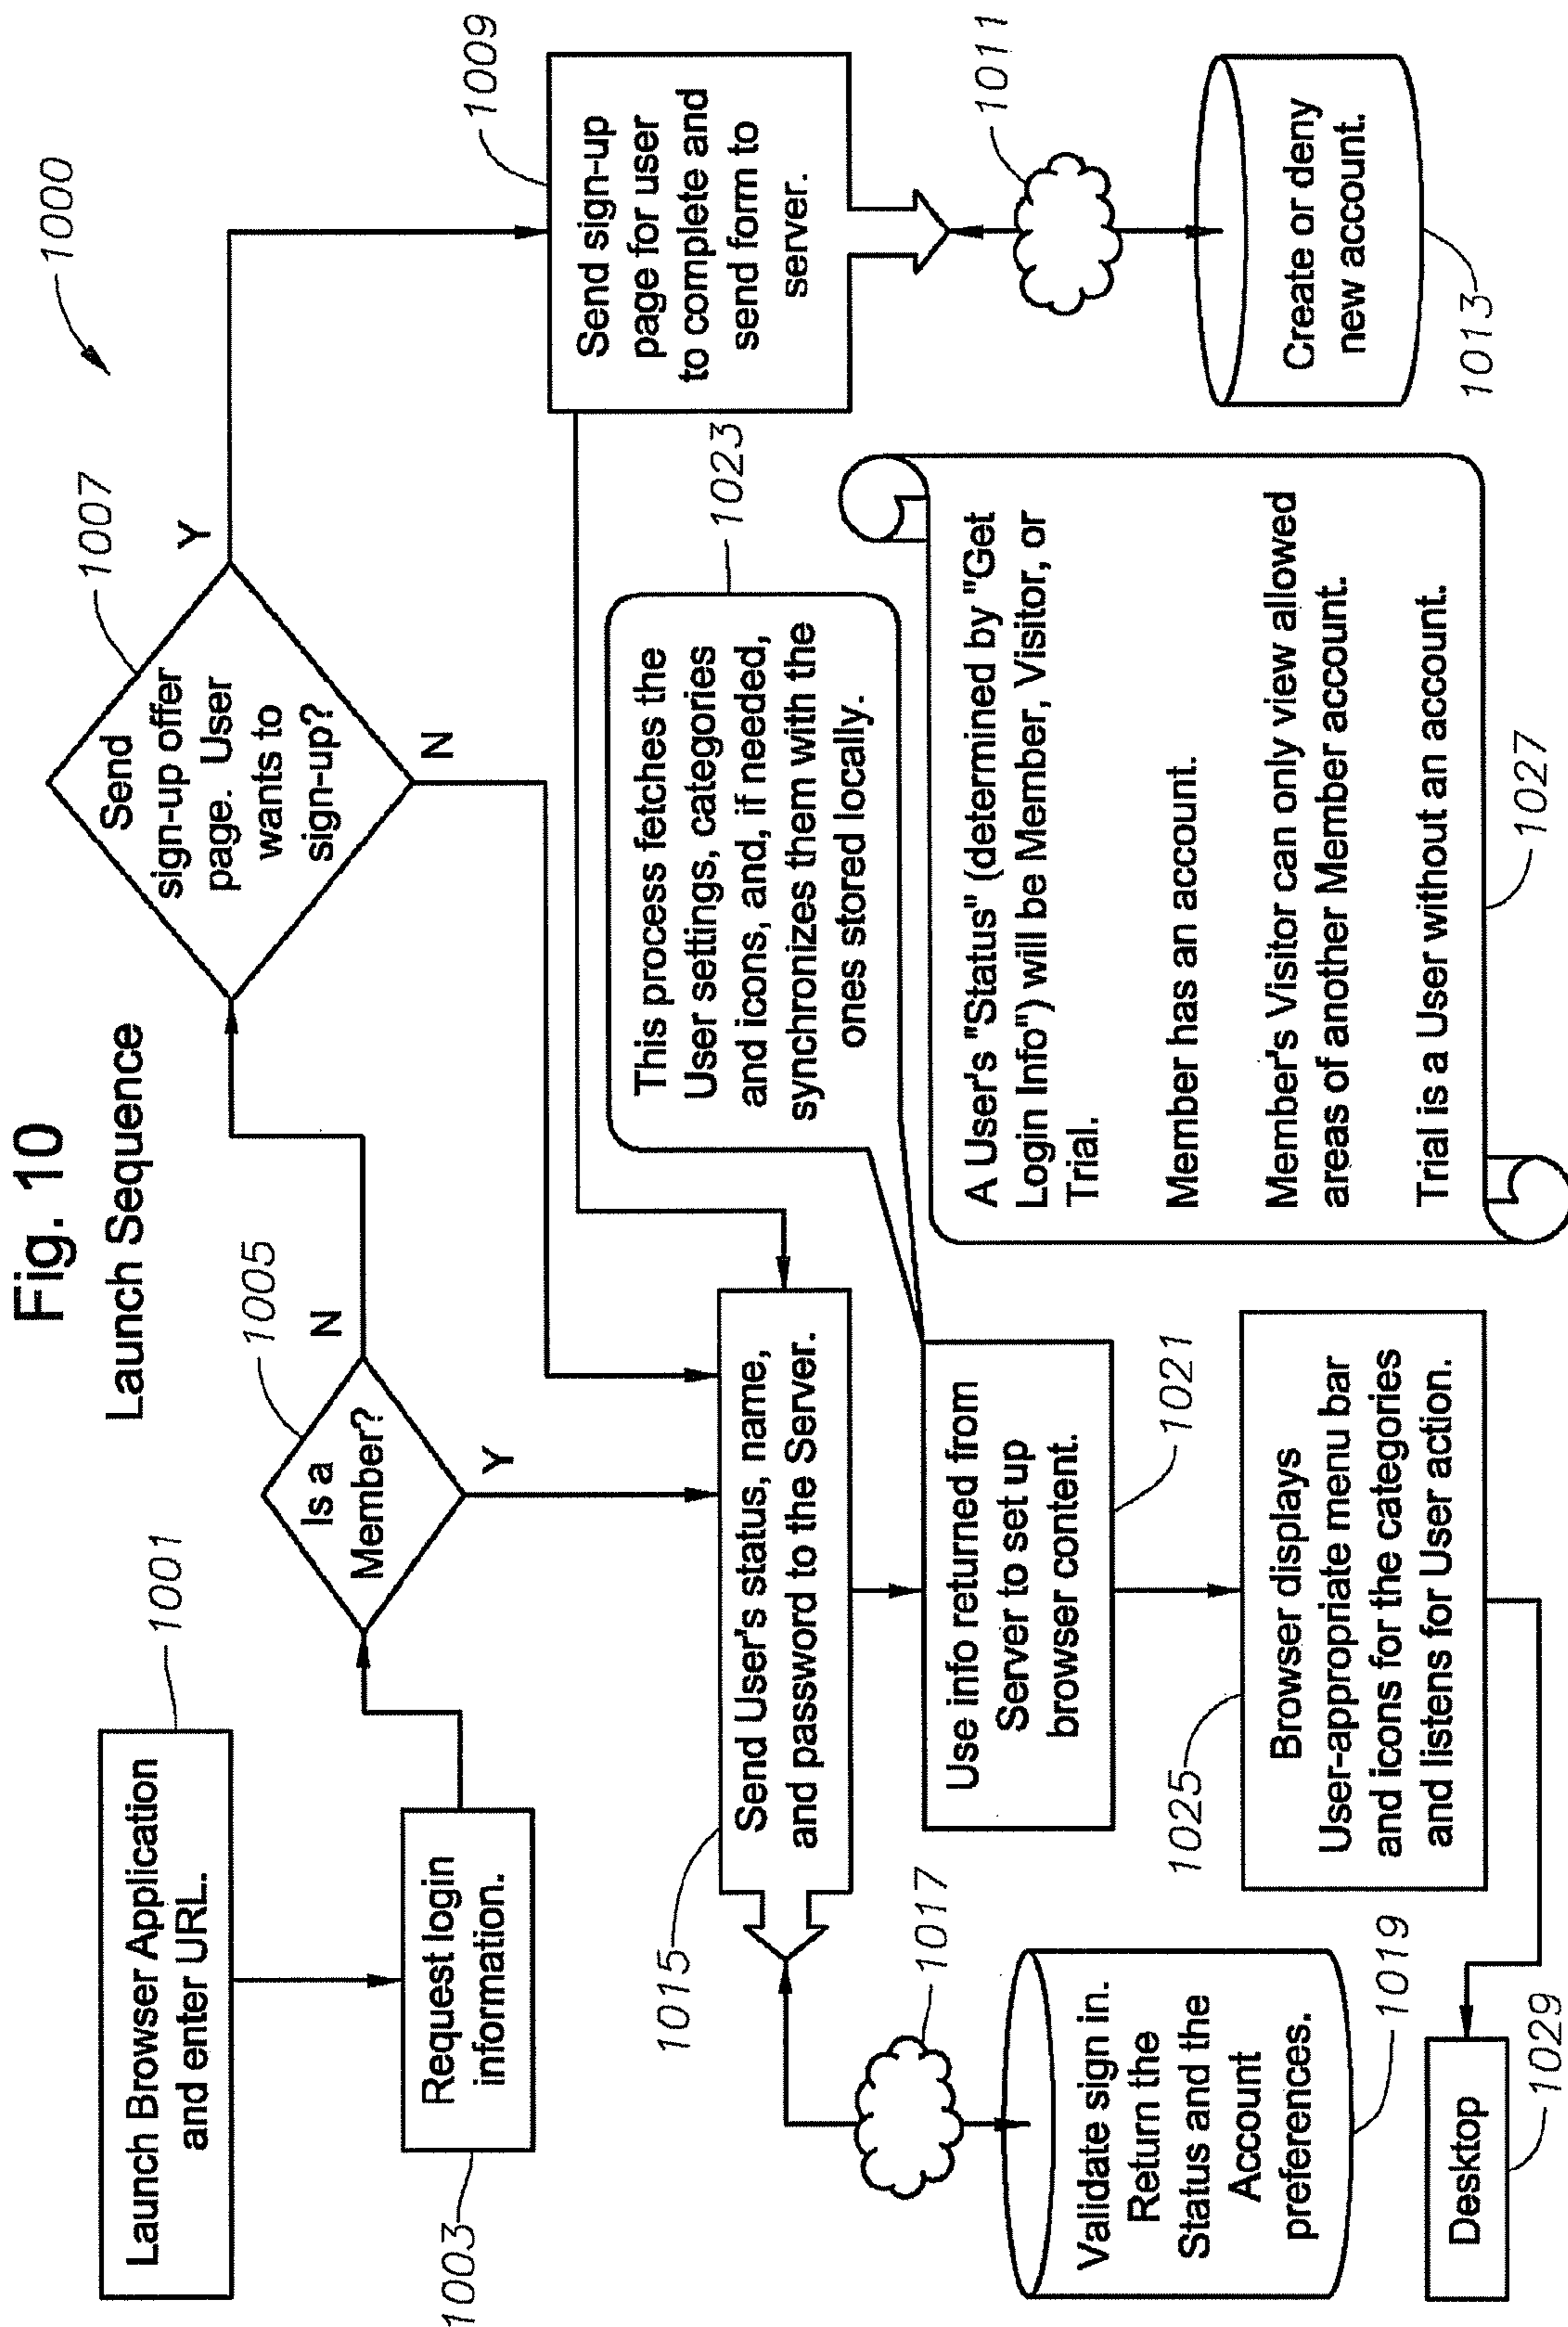 Fig. 10
Launch Sequence
1000
Launch Browser Application
and enter URL.
1001
Request login
information.
1003
Is a
Member?
1005
N
Y
Send
sign-up offer
page. User
wants to
sign-up?
1007
Y
N
Send sign-up
page for user
to complete and
send form to
server.
1009
1011
Create or deny
new account.
1013
Send User's status, name,
and password to the Server.
1015
1017
Validate sign in.
Return the
Status and the
Account
preferences.
1019
Use info returned from
Server to set up
browser content.
1021
This process fetches the
User settings, categories
and icons, and, if needed,
synchronizes them with the
ones stored locally.
1023
Browser displays
User-appropriate menu bar
and icons for the categories
and listens for User action.
1025
A User's "Status" (determined by "Get
Login Info") will be Member, Visitor, or
Trial.
Member has an account.
Member's Visitor can only view allowed
areas of another Member account.
Trial is a User without an account.
1027
Desktop
1029